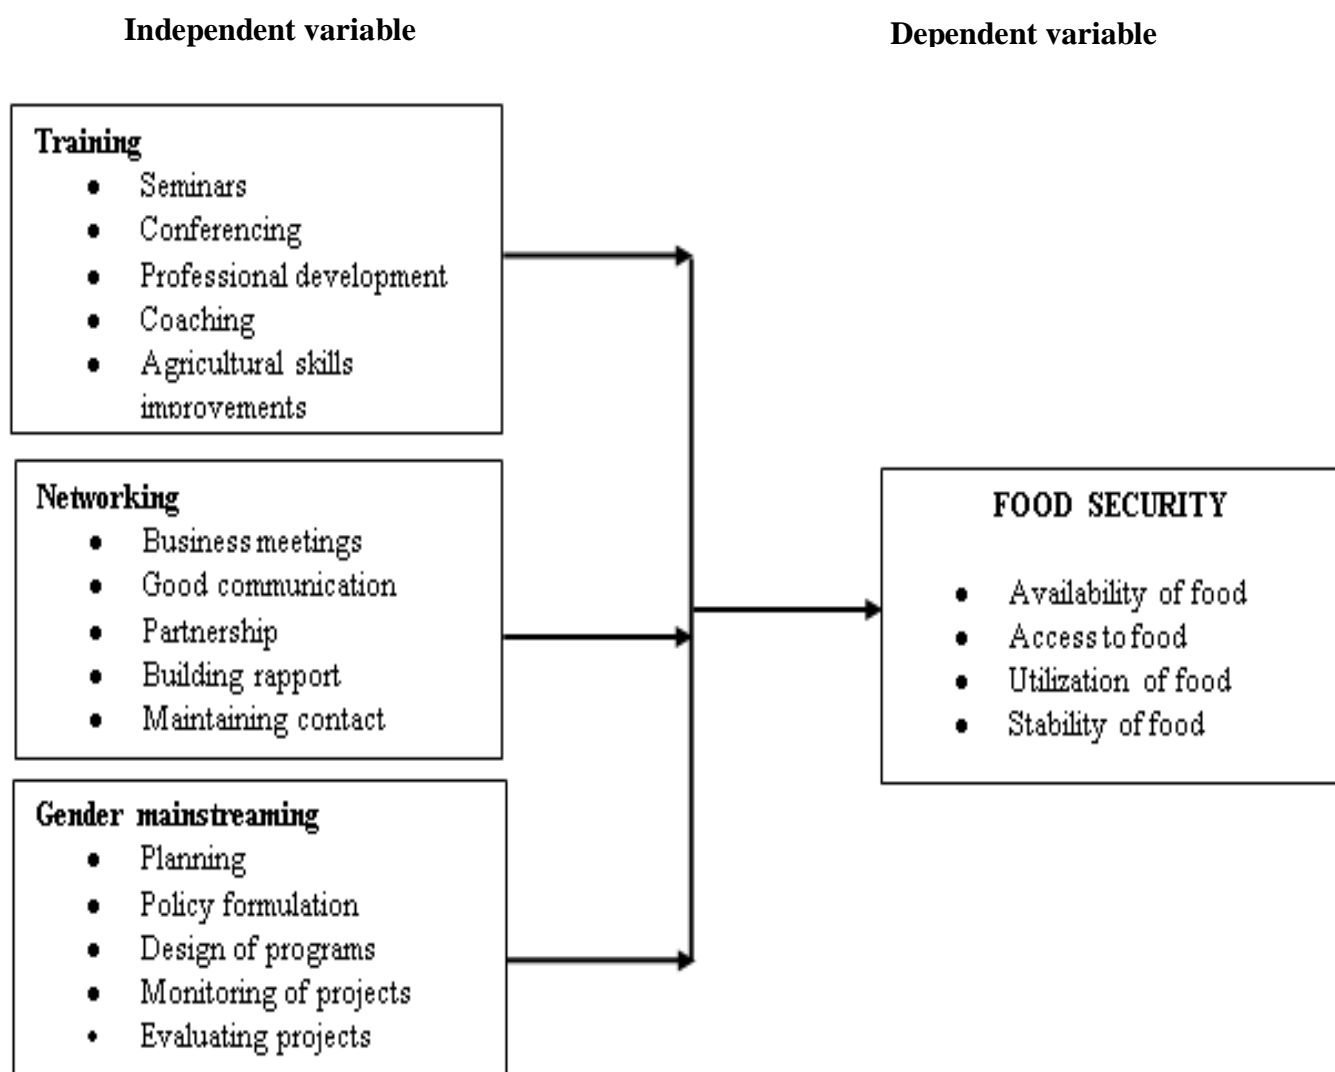 Independent variable
Dependent variable
Training
● Seminars
● Conferencing
● Professional development
● Coaching
● Agricultural skills
improvements
Networking
● Business meetings
● Good communication
● Partnership
● Building rapport
● Maintaining contact
Gender mainstreaming
● Planning
● Policy formulation
● Design of programs
● Monitoring of projects
• Evaluating projects
FOOD SECURITY
● Availability of food
● Access to food
● Utilization of food
● Stability of food